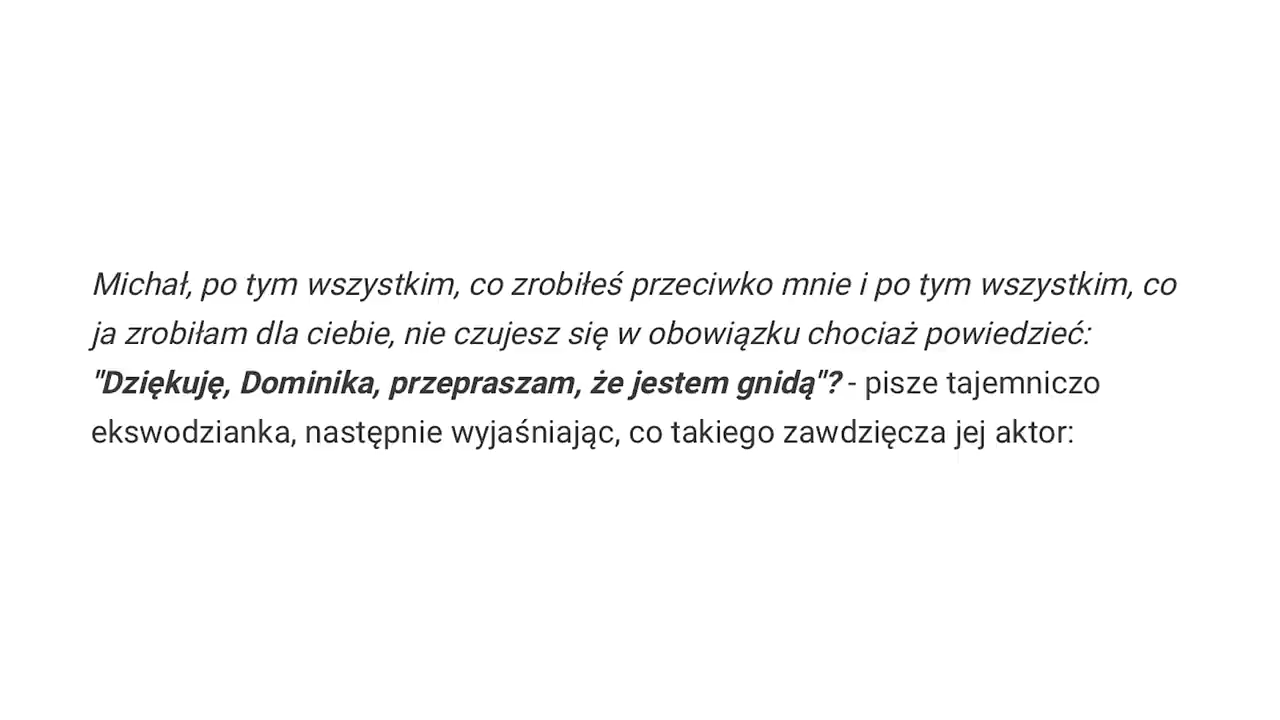 Michał, po tym wszystkim, co zrobiłeś przeciwko mnie i po tym wszystkim, co
ja zrobiłam dla ciebie, nie czujesz się w obowiązku chociaż powiedzieć:
"Dziękuję, Dominika, przepraszam, że jestem gnidą"? - pisze tajemniczo
ekswodzianka, następnie wyjaśniając, co takiego zawdzięcza jej aktor: